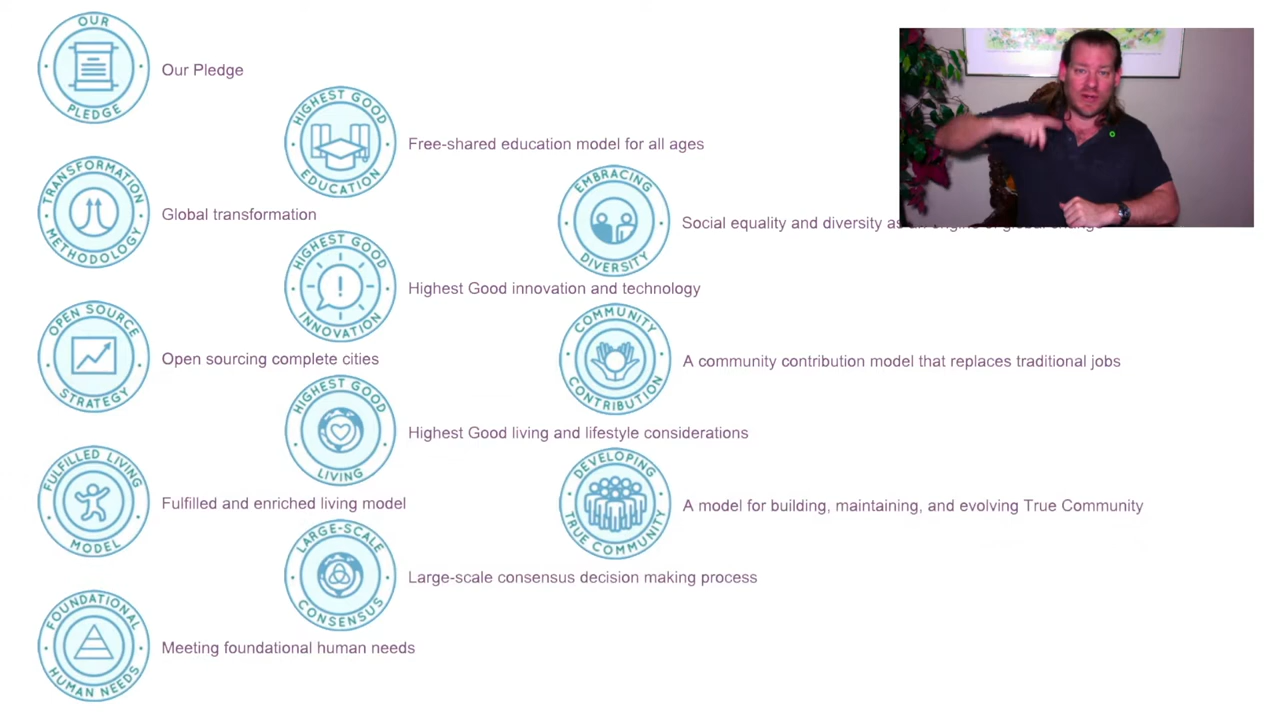 OUR
PLEDGE
Our Pledge
HIGHEST GOOD
EDUCATION
Free-shared education model for all ages
TRANSFORMATION
METHODOLOGY
Global transformation
EMBRACING
DIVERSITY
Social equality and diversity as
HIGHEST GOOD
INNOVATION
Highest Good innovation and technology
OPEN SOURCE
STRATEGY
Open sourcing complete cities
COMMUNITY
CONTRIBUTION
A community contribution model that replaces traditional jobs
HIGHEST GOOD
LIVING
Highest Good living and lifestyle considerations
FULFILLED LIVING
MODEL
Fulfilled and enriched living model
DEVELOPING
TRUE COMMUNITY
A model for building, maintaining, and evolving True Community
LARGE-SCALE
CONSENSUS
Large-scale consensus decision making process
FOUNDATIONAL
HUMAN NEEDS
Meeting foundational human needs